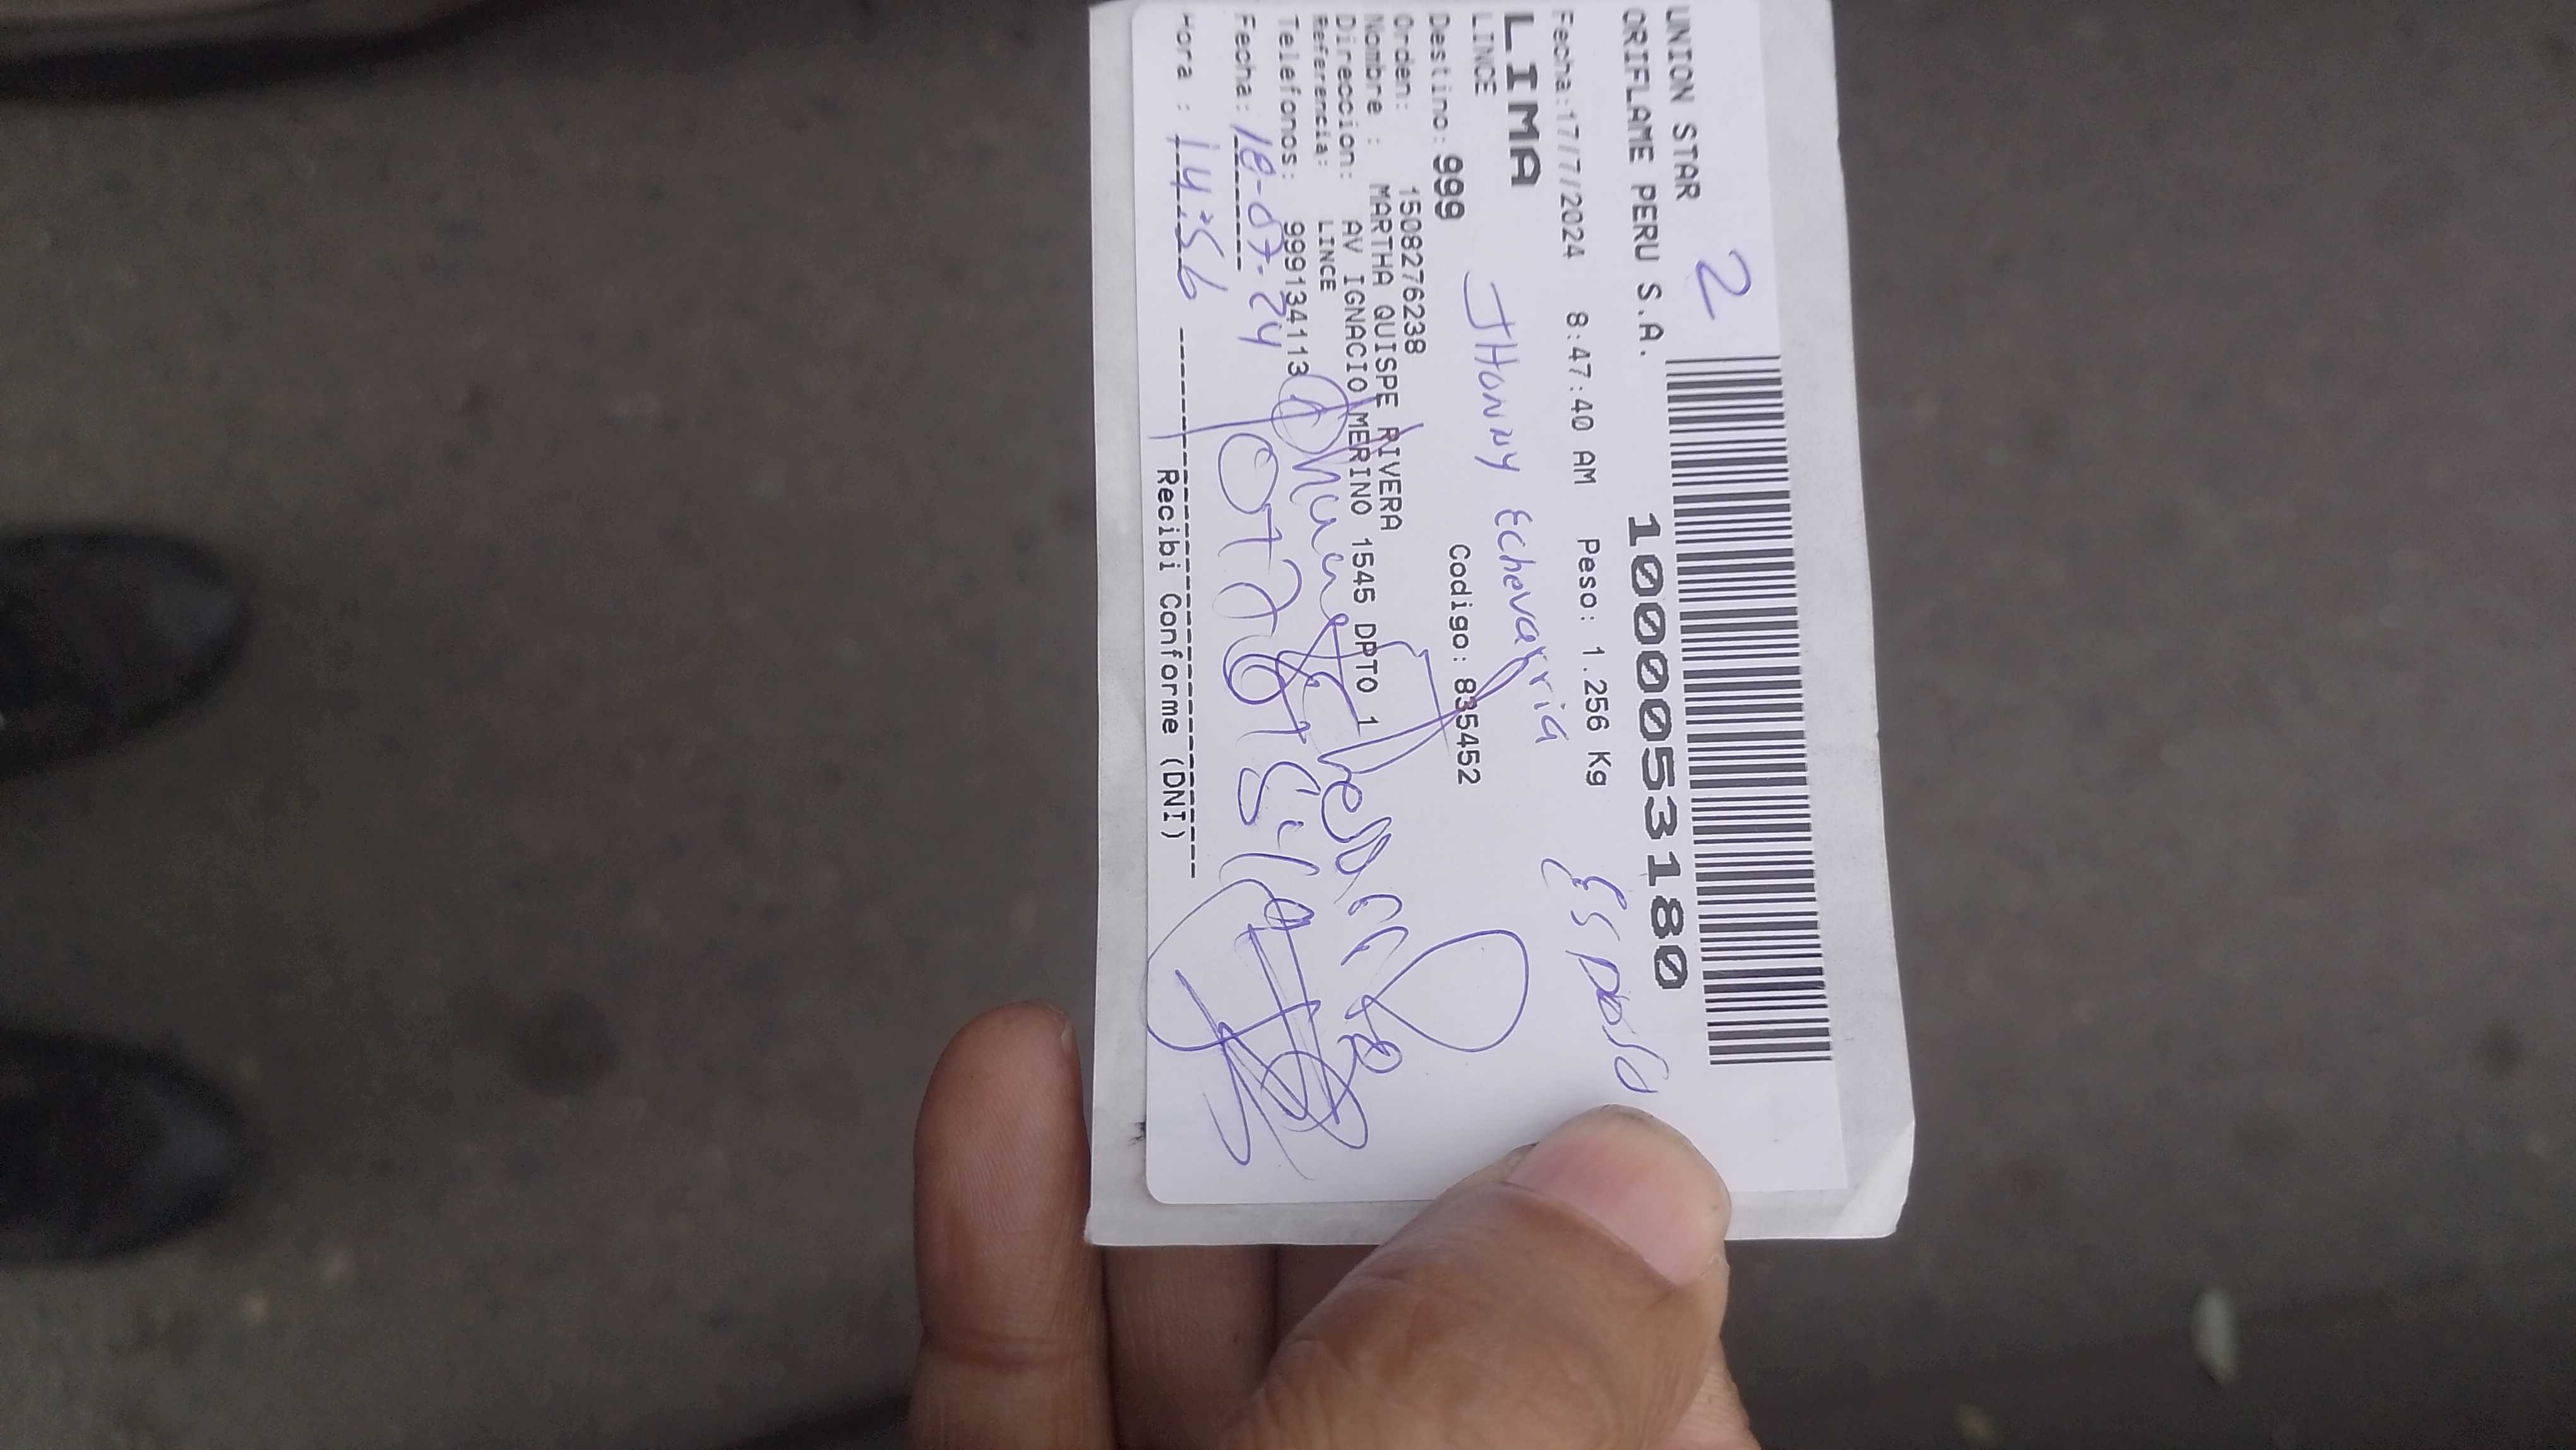 UNION STAR 2
ORIFLAME PERU S.A. 1000053180
Fecha:17/7/2024 8:47:40 AM Peso: 1.256 Kg Esposo
LIMA
LINCE JHONNY Echevarria
Destino: 999 Codigo: 835452
Orden: 1508276238
Nombre : MARTHA QUISPE RIVERA
Direccion: AV IGNACIO MERINO 1545 DPTO 1
Referencia: LINCE
Telefonos: 999134113
Fecha: 18-07-24
Hora : 14:56
Recibi Conforme (DNI)